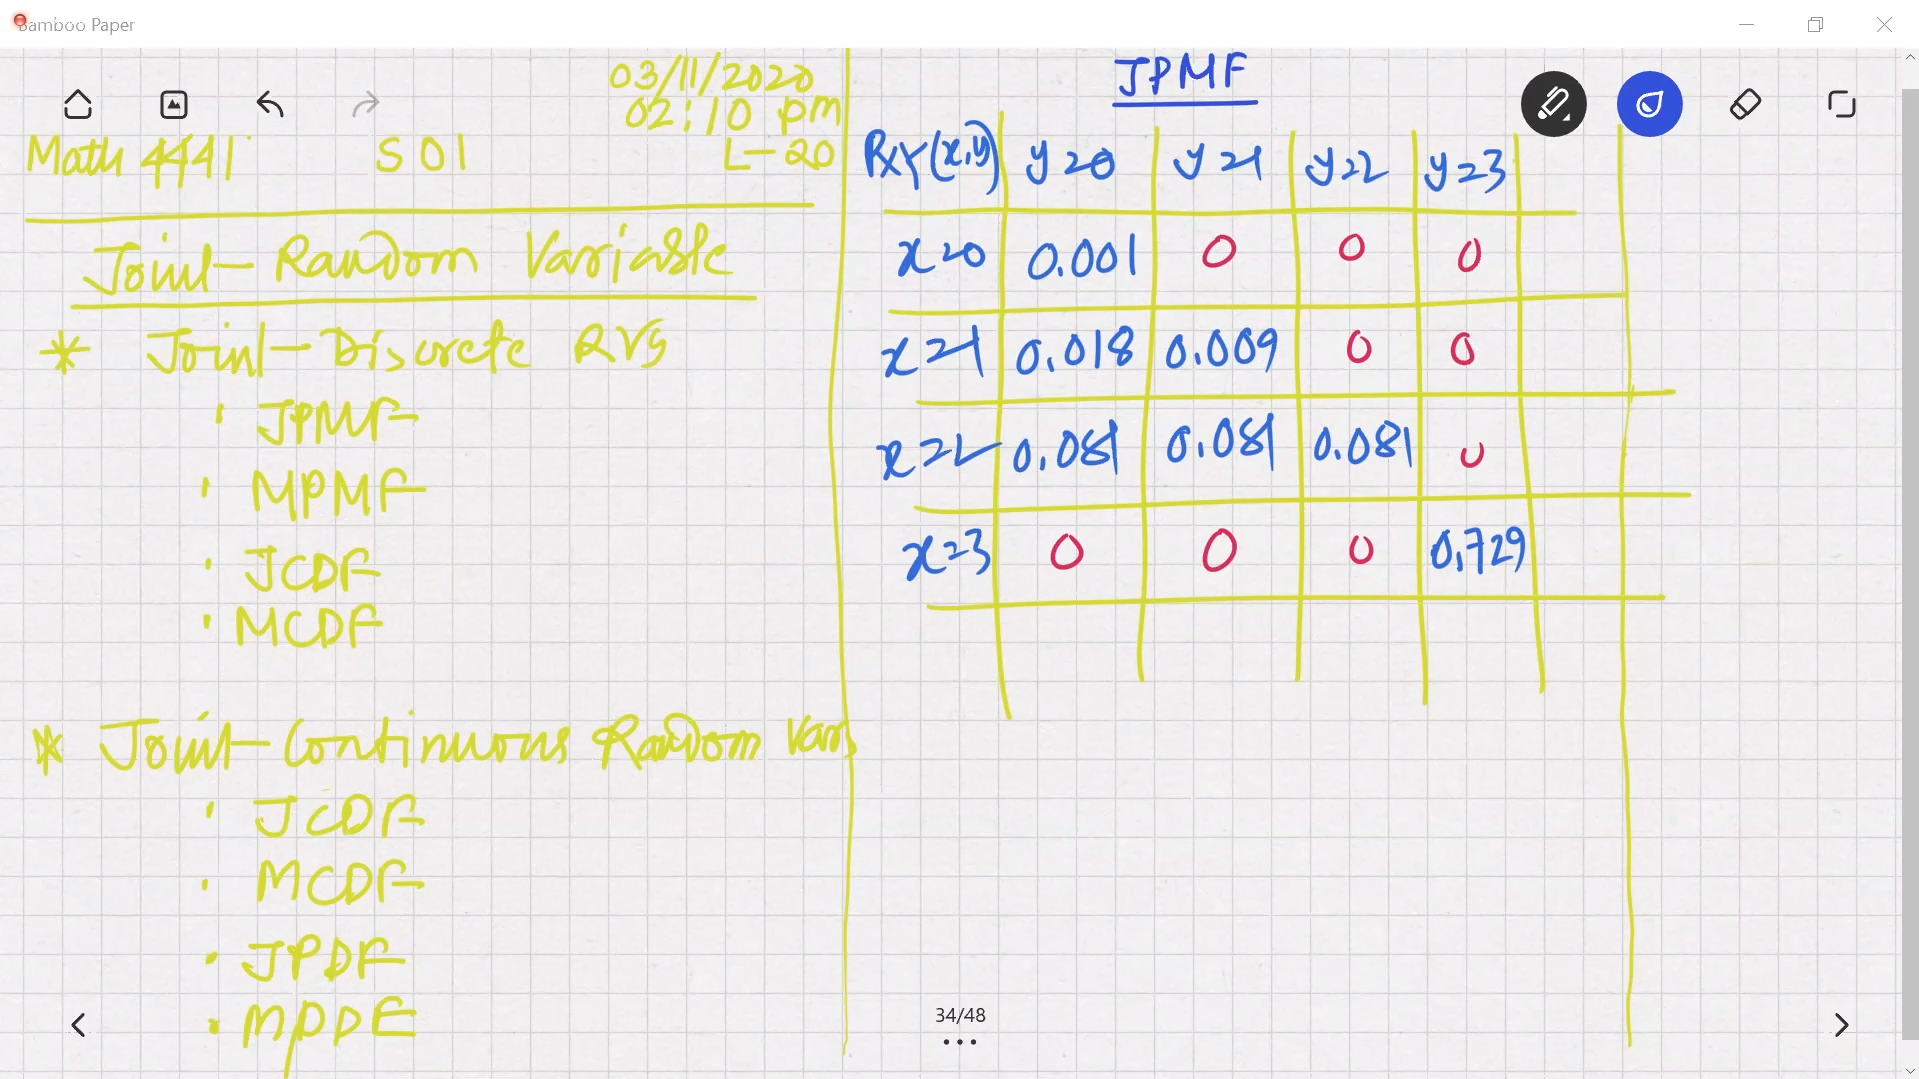 Bamboo Paper
03/11/2020
02:10 pm
Math 4441 S01 L-20
Joint-Random Variable
* Joint-Discrete RVs
· JPMF
· MPMF
· JCDF
· MCDF
* Joint-Continuous Random Vars
· JCDF
· MCDF
· JPDF
· MPDF
JPMF
PXY(x,y) y=0 y=1 y=2 y=3
x=0 0.001 0 0 0
x=1 0.018 0.009 0 0
x=2 0.081 0.081 0.081 0
x=3 0 0 0 0.729
34/48